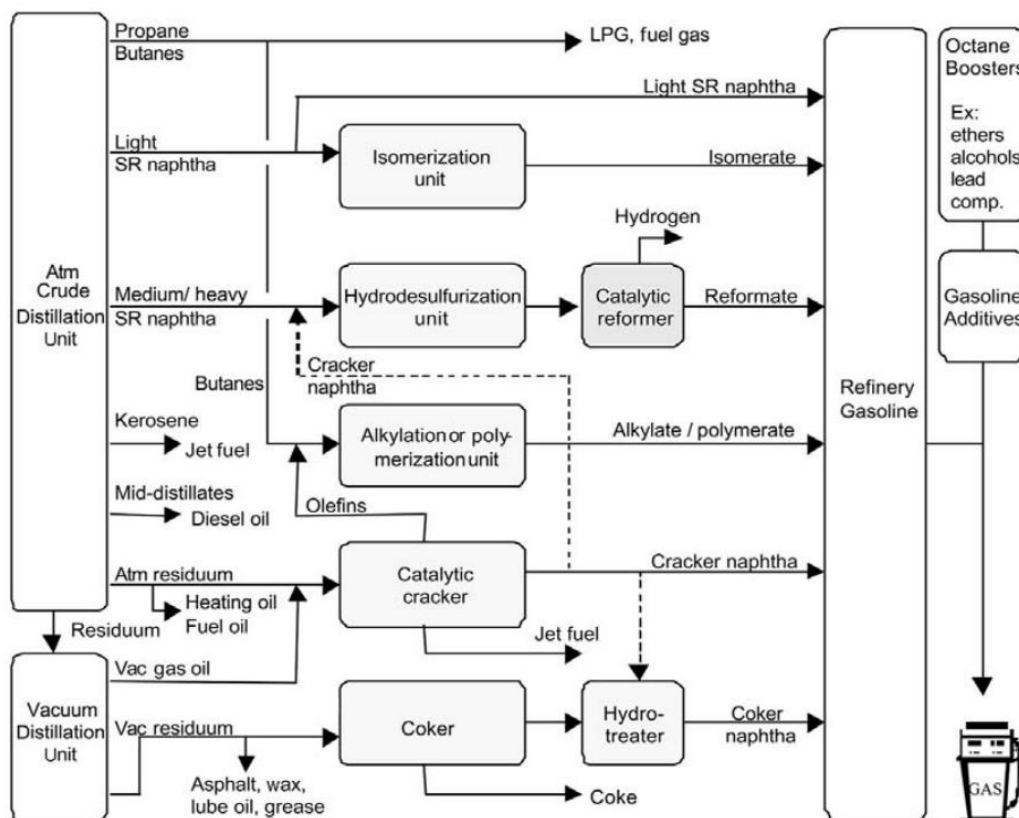 Propane
Butanes
LPG, fuel gas
Light SR naphtha
Light
SR naphtha
Isomerization
unit
Isomerate
Hydrogen
Atm
Crude
Distillation
Unit
Medium/ heavy
SR naphtha
Hydrodesulfurization
unit
Catalytic
reformer
Reformate
Cracker
naphtha
Butanes
Kerosene
Jet fuel
Alkylation or poly-
merization unit
Alkylate / polymerate
Mid-distillates
Diesel oil
Olefins
Atm residuum
Heating oil
Fuel oil
Catalytic
cracker
Cracker naphtha
Jet fuel
Residuum
Vac gas oil
Vacuum
Distillation
Unit
Vac residuum
Asphalt, wax,
lube oil, grease
Coker
Hydro-
treater
Coker
naphtha
Coke
Refinery
Gasoline
Octane
Boosters
Ex:
ethers
alcohols
lead
comp.
Gasoline
Additives
GAS